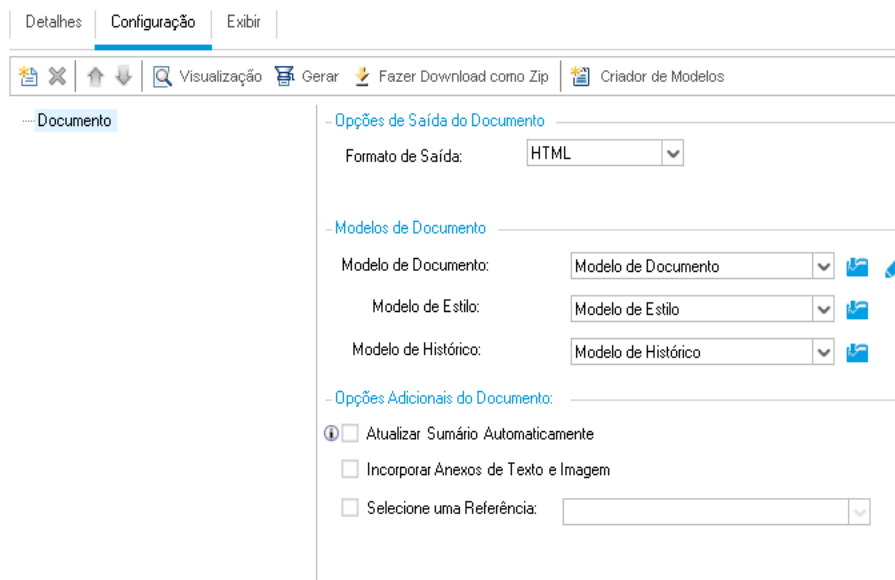 Detalhes Configuração Exibir
Visualização Gerar Fazer Download como Zip Criador de Modelos
Documento
Opções de Saída do Documento
Formato de Saída: HTML
Modelos de Documento
Modelo de Documento: Modelo de Documento
Modelo de Estilo: Modelo de Estilo
Modelo de Histórico: Modelo de Histórico
Opções Adicionais do Documento:
Atualizar Sumário Automaticamente
Incorporar Anexos de Texto e Imagem
Selecione uma Referência: